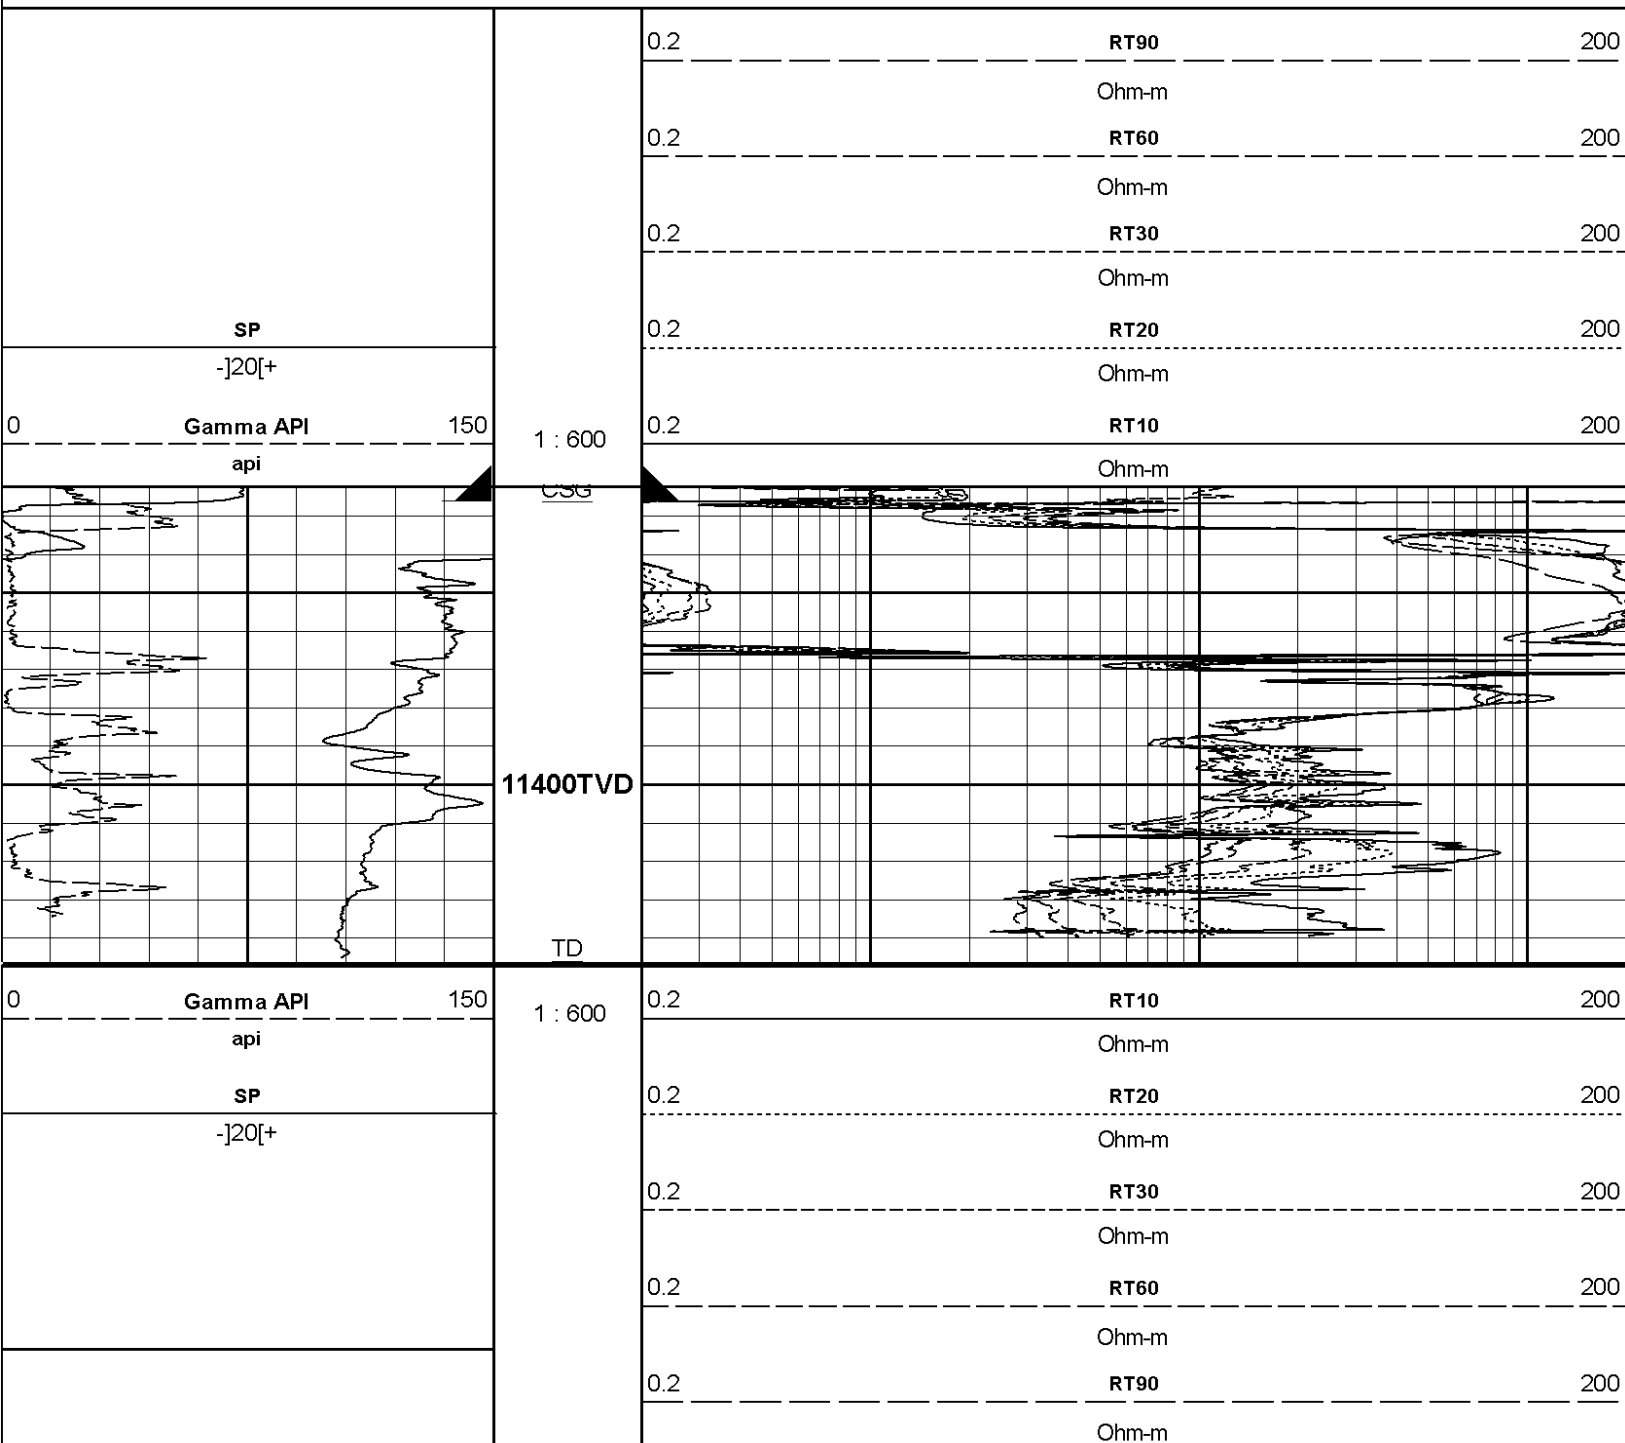 0.2 RT90 200
Ohm-m
0.2 RT60 200
Ohm-m
0.2 RT30 200
Ohm-m
SP 0.2 RT20 200
-]20[+ Ohm-m
0 Gamma API 150 1 : 600 0.2 RT10 200
api Ohm-m
CSG
11400TVD
TD
0 Gamma API 150 1 : 600 0.2 RT10 200
api Ohm-m
SP 0.2 RT20 200
-]20[+ Ohm-m
0.2 RT30 200
Ohm-m
0.2 RT60 200
Ohm-m
0.2 RT90 200
Ohm-m